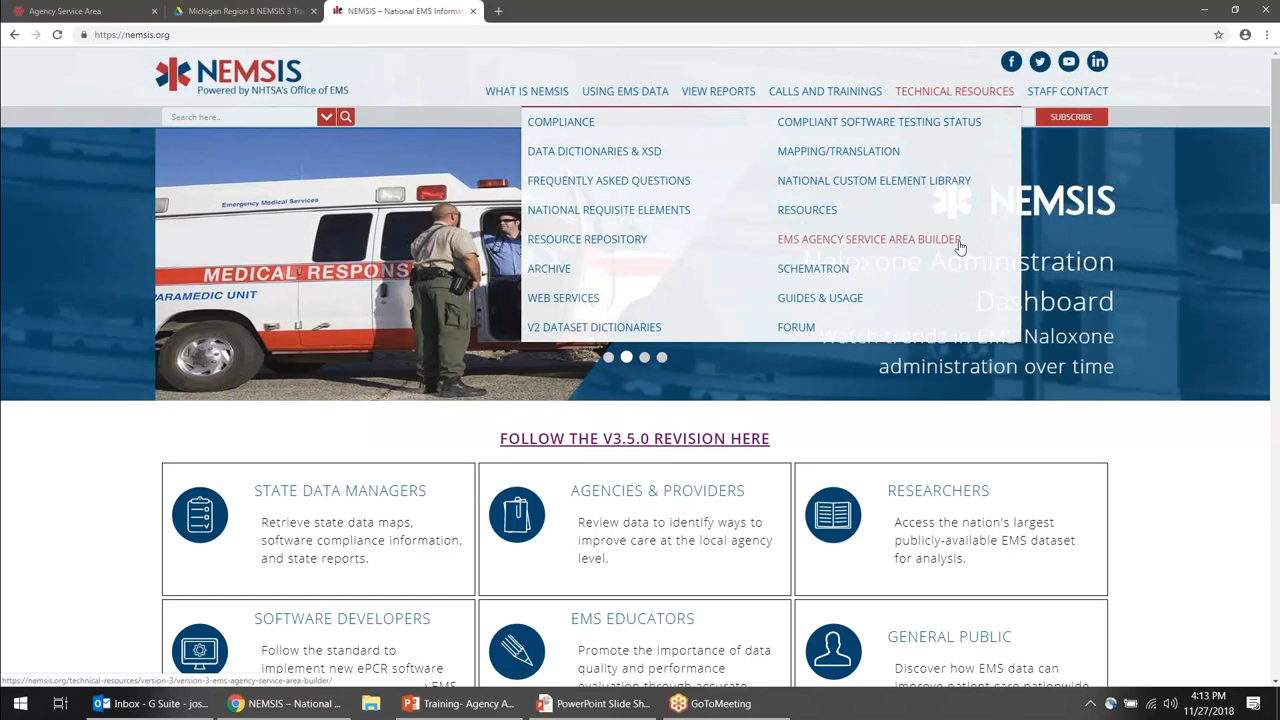 Agency Service Area
Michigan Region 8 NEMSIS 3 Tra
NEMSIS – National EMS Informat
https://nemsis.org
NEMSIS
Powered by NHTSA's Office of EMS
WHAT IS NEMSIS
USING EMS DATA
VIEW REPORTS
CALLS AND TRAININGS
TECHNICAL RESOURCES
STAFF CONTACT
Search here..
SUBSCRIBE
COMPLIANCE
COMPLIANT SOFTWARE TESTING STATUS
DATA DICTIONARIES & XSD
MAPPING/TRANSLATION
FREQUENTLY ASKED QUESTIONS
NATIONAL CUSTOM ELEMENT LIBRARY
NATIONAL REQUISITE ELEMENTS
RESOURCES
RESOURCE REPOSITORY
EMS AGENCY SERVICE AREA BUILDER
ARCHIVE
SCHEMATRON
WEB SERVICES
GUIDES & USAGE
V2 DATASET DICTIONARIES
FORUM
Emergency Medical Services
MEDICAL RESPONS
PARAMEDIC UNIT
NEMSIS
Naloxone Administration
Dashboard
Watch trends in EMS Naloxone
administration over time
FOLLOW THE V3.5.0 REVISION HERE
STATE DATA MANAGERS
Retrieve state data maps,
software compliance information,
and state reports.
AGENCIES & PROVIDERS
Review data to identify ways to
improve care at the local agency
level.
RESEARCHERS
Access the nation's largest
publicly-available EMS dataset
for analysis.
SOFTWARE DEVELOPERS
Follow the standard to
implement new ePCR software
EMS
EMS EDUCATORS
Promote the importance of data
quality and performance
evaluation through accurate
GENERAL PUBLIC
Discover how EMS data can
improve patient care nationwide
https://nemsis.org/technical-resources/version-3/version-3-ems-agency-service-area-builder/
Inbox - G Suite - jos...
NEMSIS – National ...
Training- Agency A...
PowerPoint Slide Sh...
GoToMeeting
4:13 PM
11/27/2018